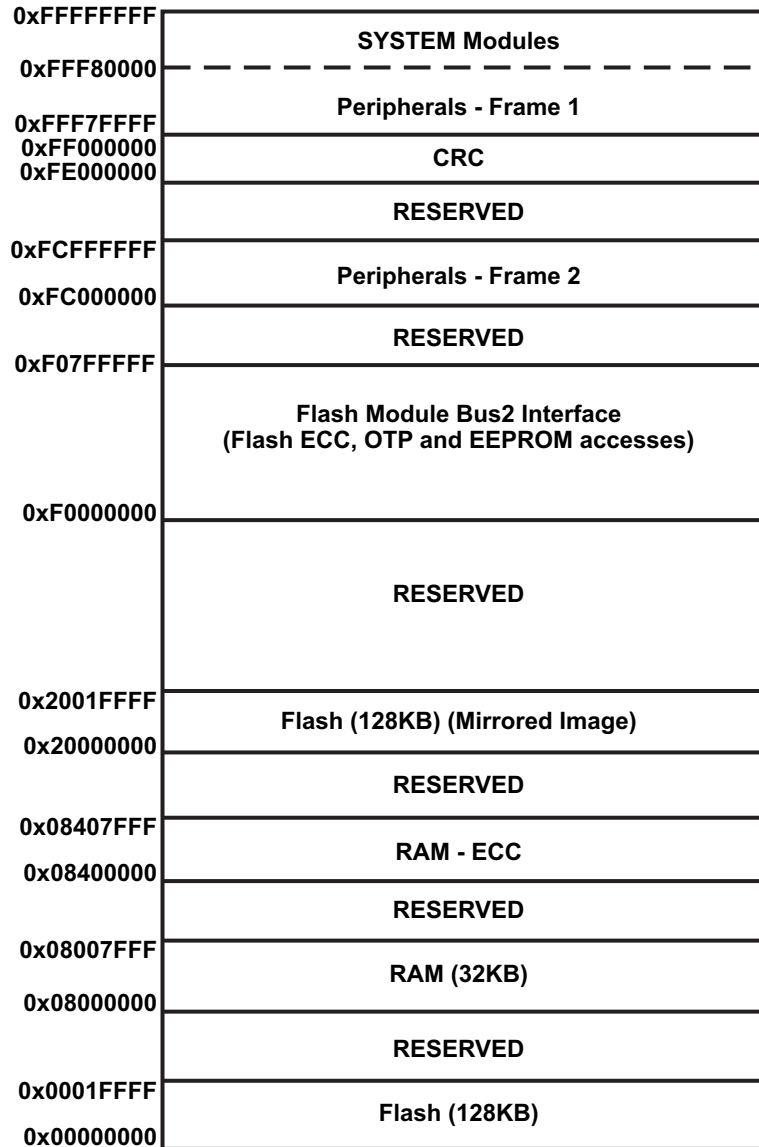 0xFFFFFFFF
SYSTEM Modules
0xFFF80000
Peripherals - Frame 1
0xFFF7FFFF
0xFF000000
CRC
0xFE000000
RESERVED
0xFCFFFFFF
Peripherals - Frame 2
0xFC000000
RESERVED
0xF07FFFFF
Flash Module Bus2 Interface
(Flash ECC, OTP and EEPROM accesses)
0xF0000000
RESERVED
0x2001FFFF
Flash (128KB) (Mirrored Image)
0x20000000
RESERVED
0x08407FFF
RAM - ECC
0x08400000
RESERVED
0x08007FFF
RAM (32KB)
0x08000000
RESERVED
0x0001FFFF
Flash (128KB)
0x00000000